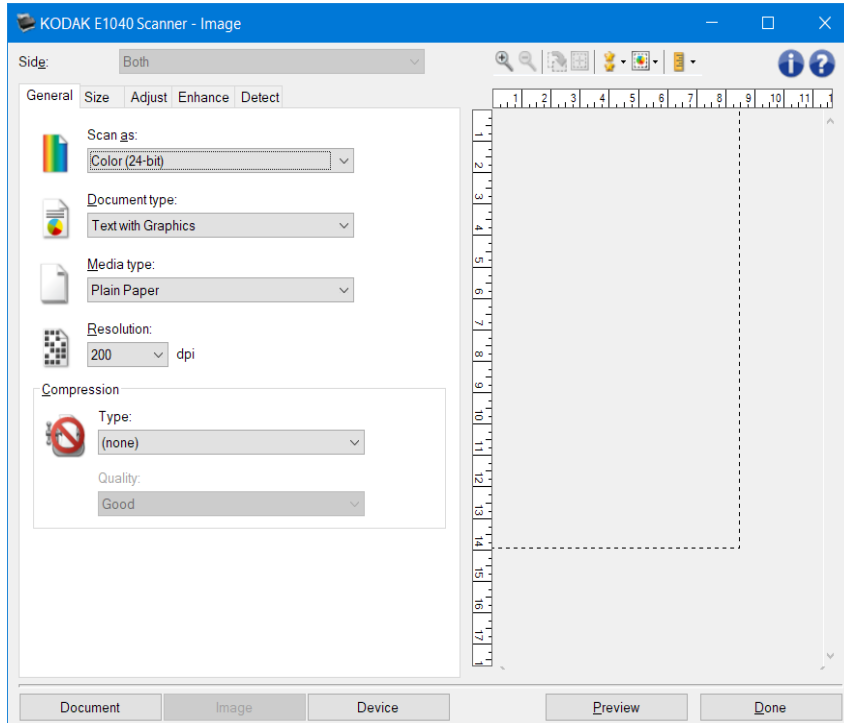 KODAK E1040 Scanner - Image
Side: Both
General Size Adjust Enhance Detect
Scan as:
Color (24-bit)
Document type:
Text with Graphics
Media type:
Plain Paper
Resolution:
200 dpi
Compression
Type:
(none)
Quality:
Good
1 2 3 4 5 6 7 8 9 10 11 1
1
2
3
4
5
6
7
8
9
10
11
12
13
14
15
16
17
Document Image Device Preview Done